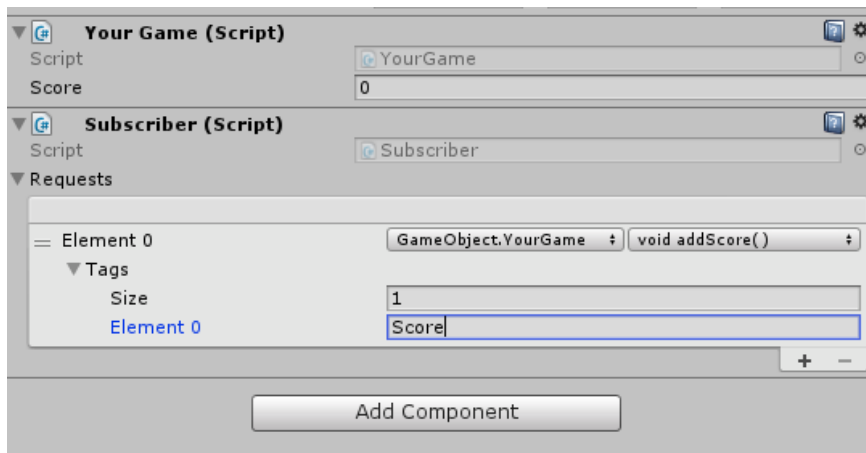 Your Game (Script)
Script YourGame
Score 0
Subscriber (Script)
Script Subscriber
Requests
Element 0 GameObject.YourGame void addScore()
Tags
Size 1
Element 0 Score
+ −
Add Component